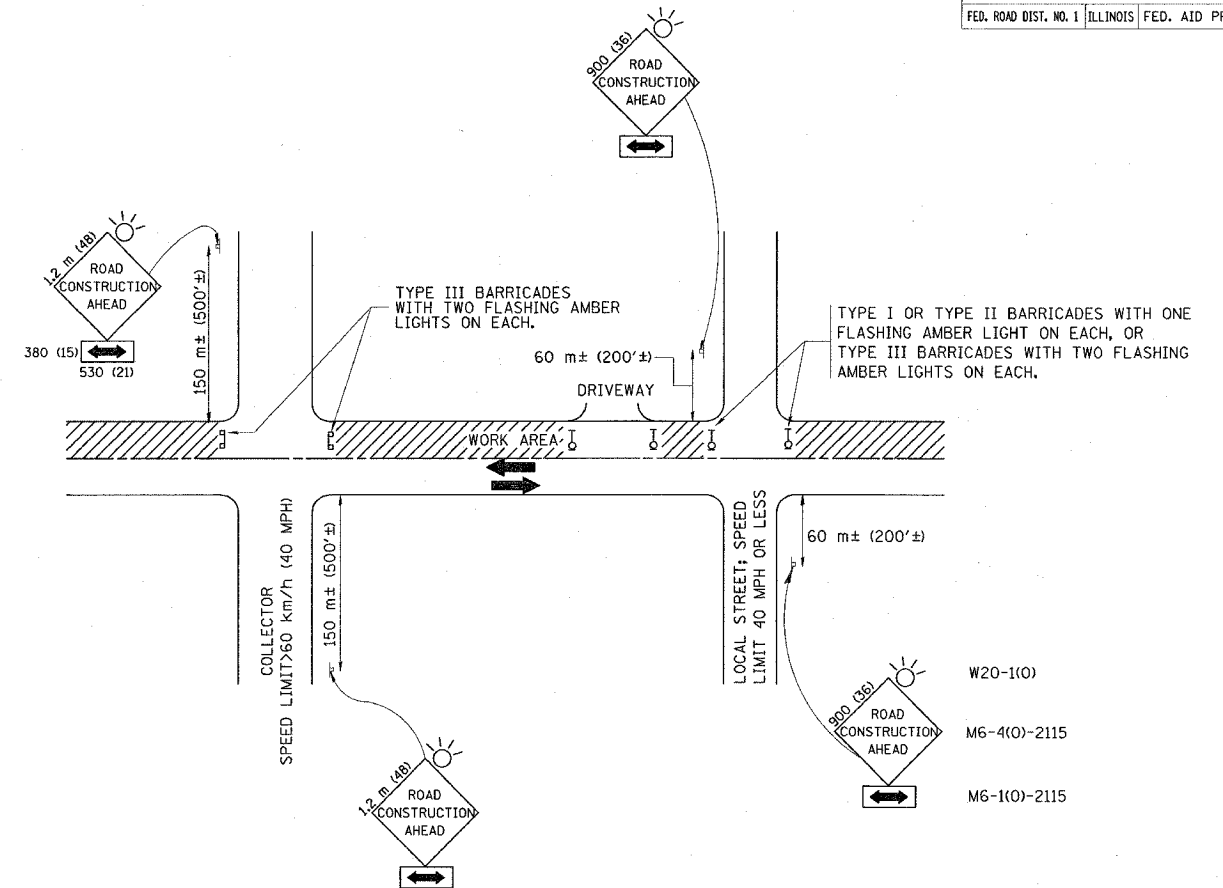 FED. ROAD DIST. NO. 1 ILLINOIS FED. AID PR
900 (36)
ROAD
CONSTRUCTION
AHEAD
1.2 m (48)
ROAD
CONSTRUCTION
AHEAD
380 (15)
530 (21)
150 m± (500'±)
TYPE III BARRICADES
WITH TWO FLASHING AMBER
LIGHTS ON EACH.
60 m± (200'±)
DRIVEWAY
TYPE I OR TYPE II BARRICADES WITH ONE
FLASHING AMBER LIGHT ON EACH, OR
TYPE III BARRICADES WITH TWO FLASHING
AMBER LIGHTS ON EACH.
WORK AREA
COLLECTOR
SPEED LIMIT>60 km/h (40 MPH)
150 m± (500'±)
LOCAL STREET; SPEED
LIMIT 40 MPH OR LESS
60 m± (200'±)
1.2 m (48)
ROAD
CONSTRUCTION
AHEAD
900 (36)
ROAD
CONSTRUCTION
AHEAD
W20-1(O)
M6-4(O)-2115
M6-1(O)-2115